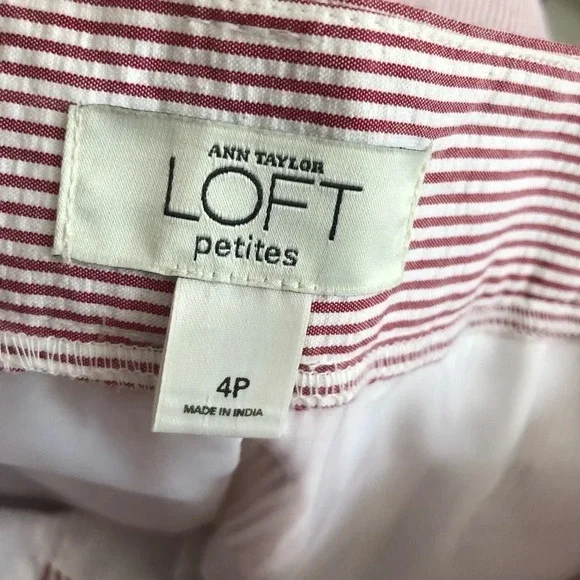 ANN TAYLOR
LOFT
petites
4P
MADE IN INDIA